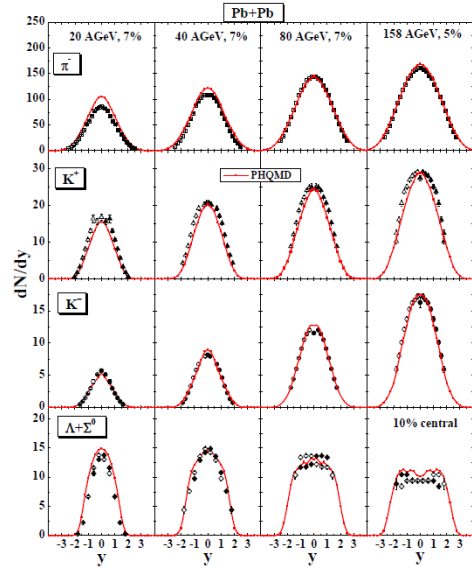 Pb+Pb
20 AGeV, 7% 40 AGeV, 7% 80 AGeV, 7% 158 AGeV, 5%
250
200
150
100
50
0
π⁻
30
20
10
0
K⁺
PHQMD
dN/dy
15
10
5
0
K⁻
20
15
10
5
0
Λ+Σ⁰
10% central
-3 -2 -1 0 1 2 3 -3 -2 -1 0 1 2 3 -3 -2 -1 0 1 2 3 -3 -2 -1 0 1 2 3
y y y y